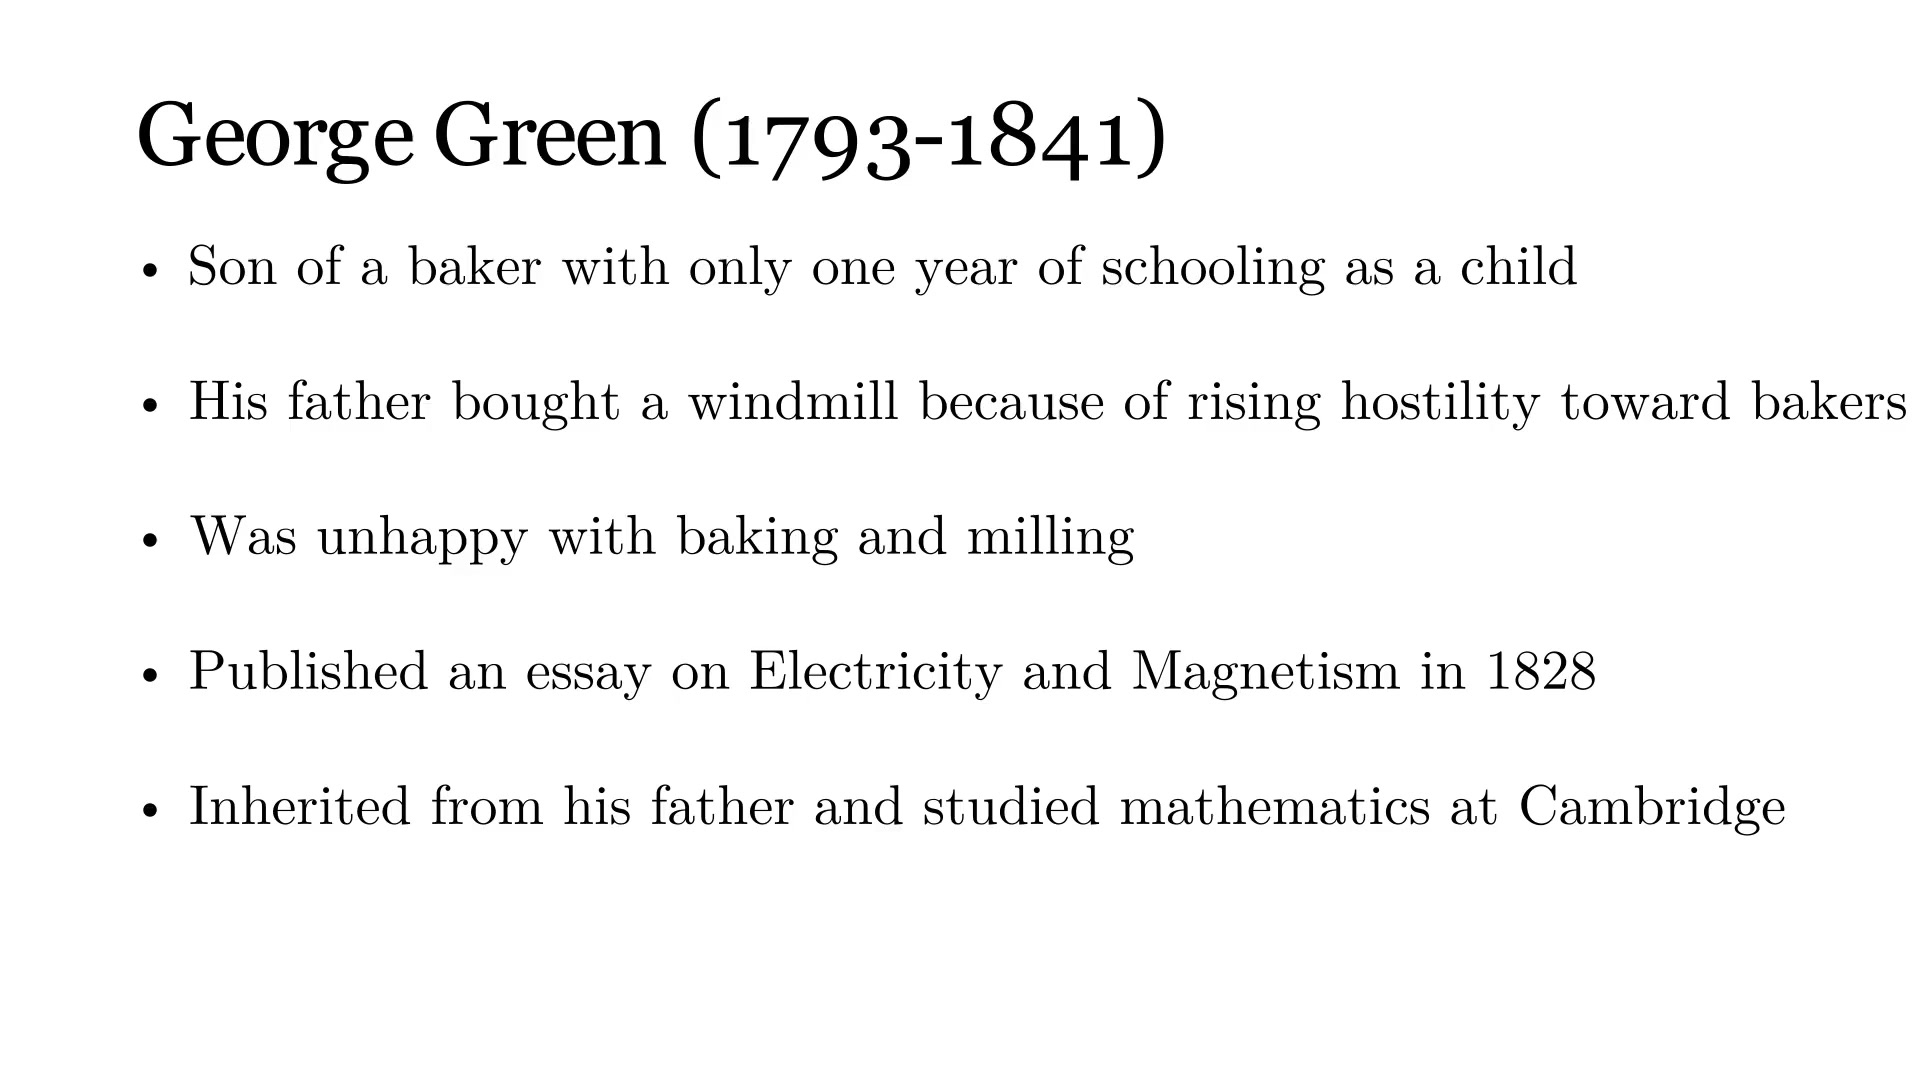 George Green (1793-1841)
• Son of a baker with only one year of schooling as a child
• His father bought a windmill because of rising hostility toward bakers
• Was unhappy with baking and milling
• Published an essay on Electricity and Magnetism in 1828
• Inherited from his father and studied mathematics at Cambridge